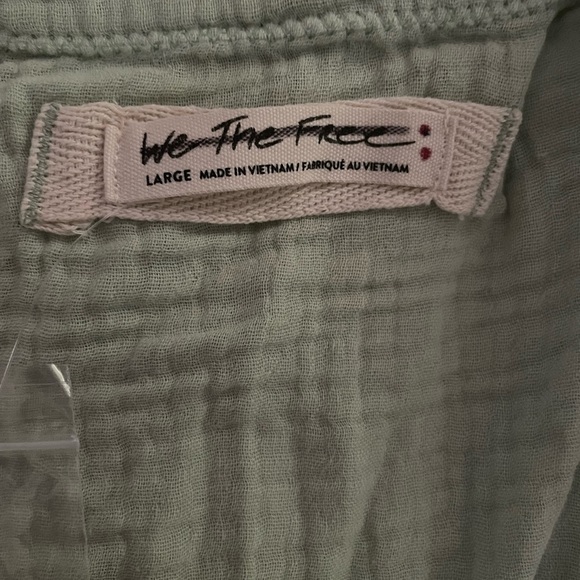 We The Free
LARGE MADE IN VIETNAM / FABRIQUÉ AU VIETNAM